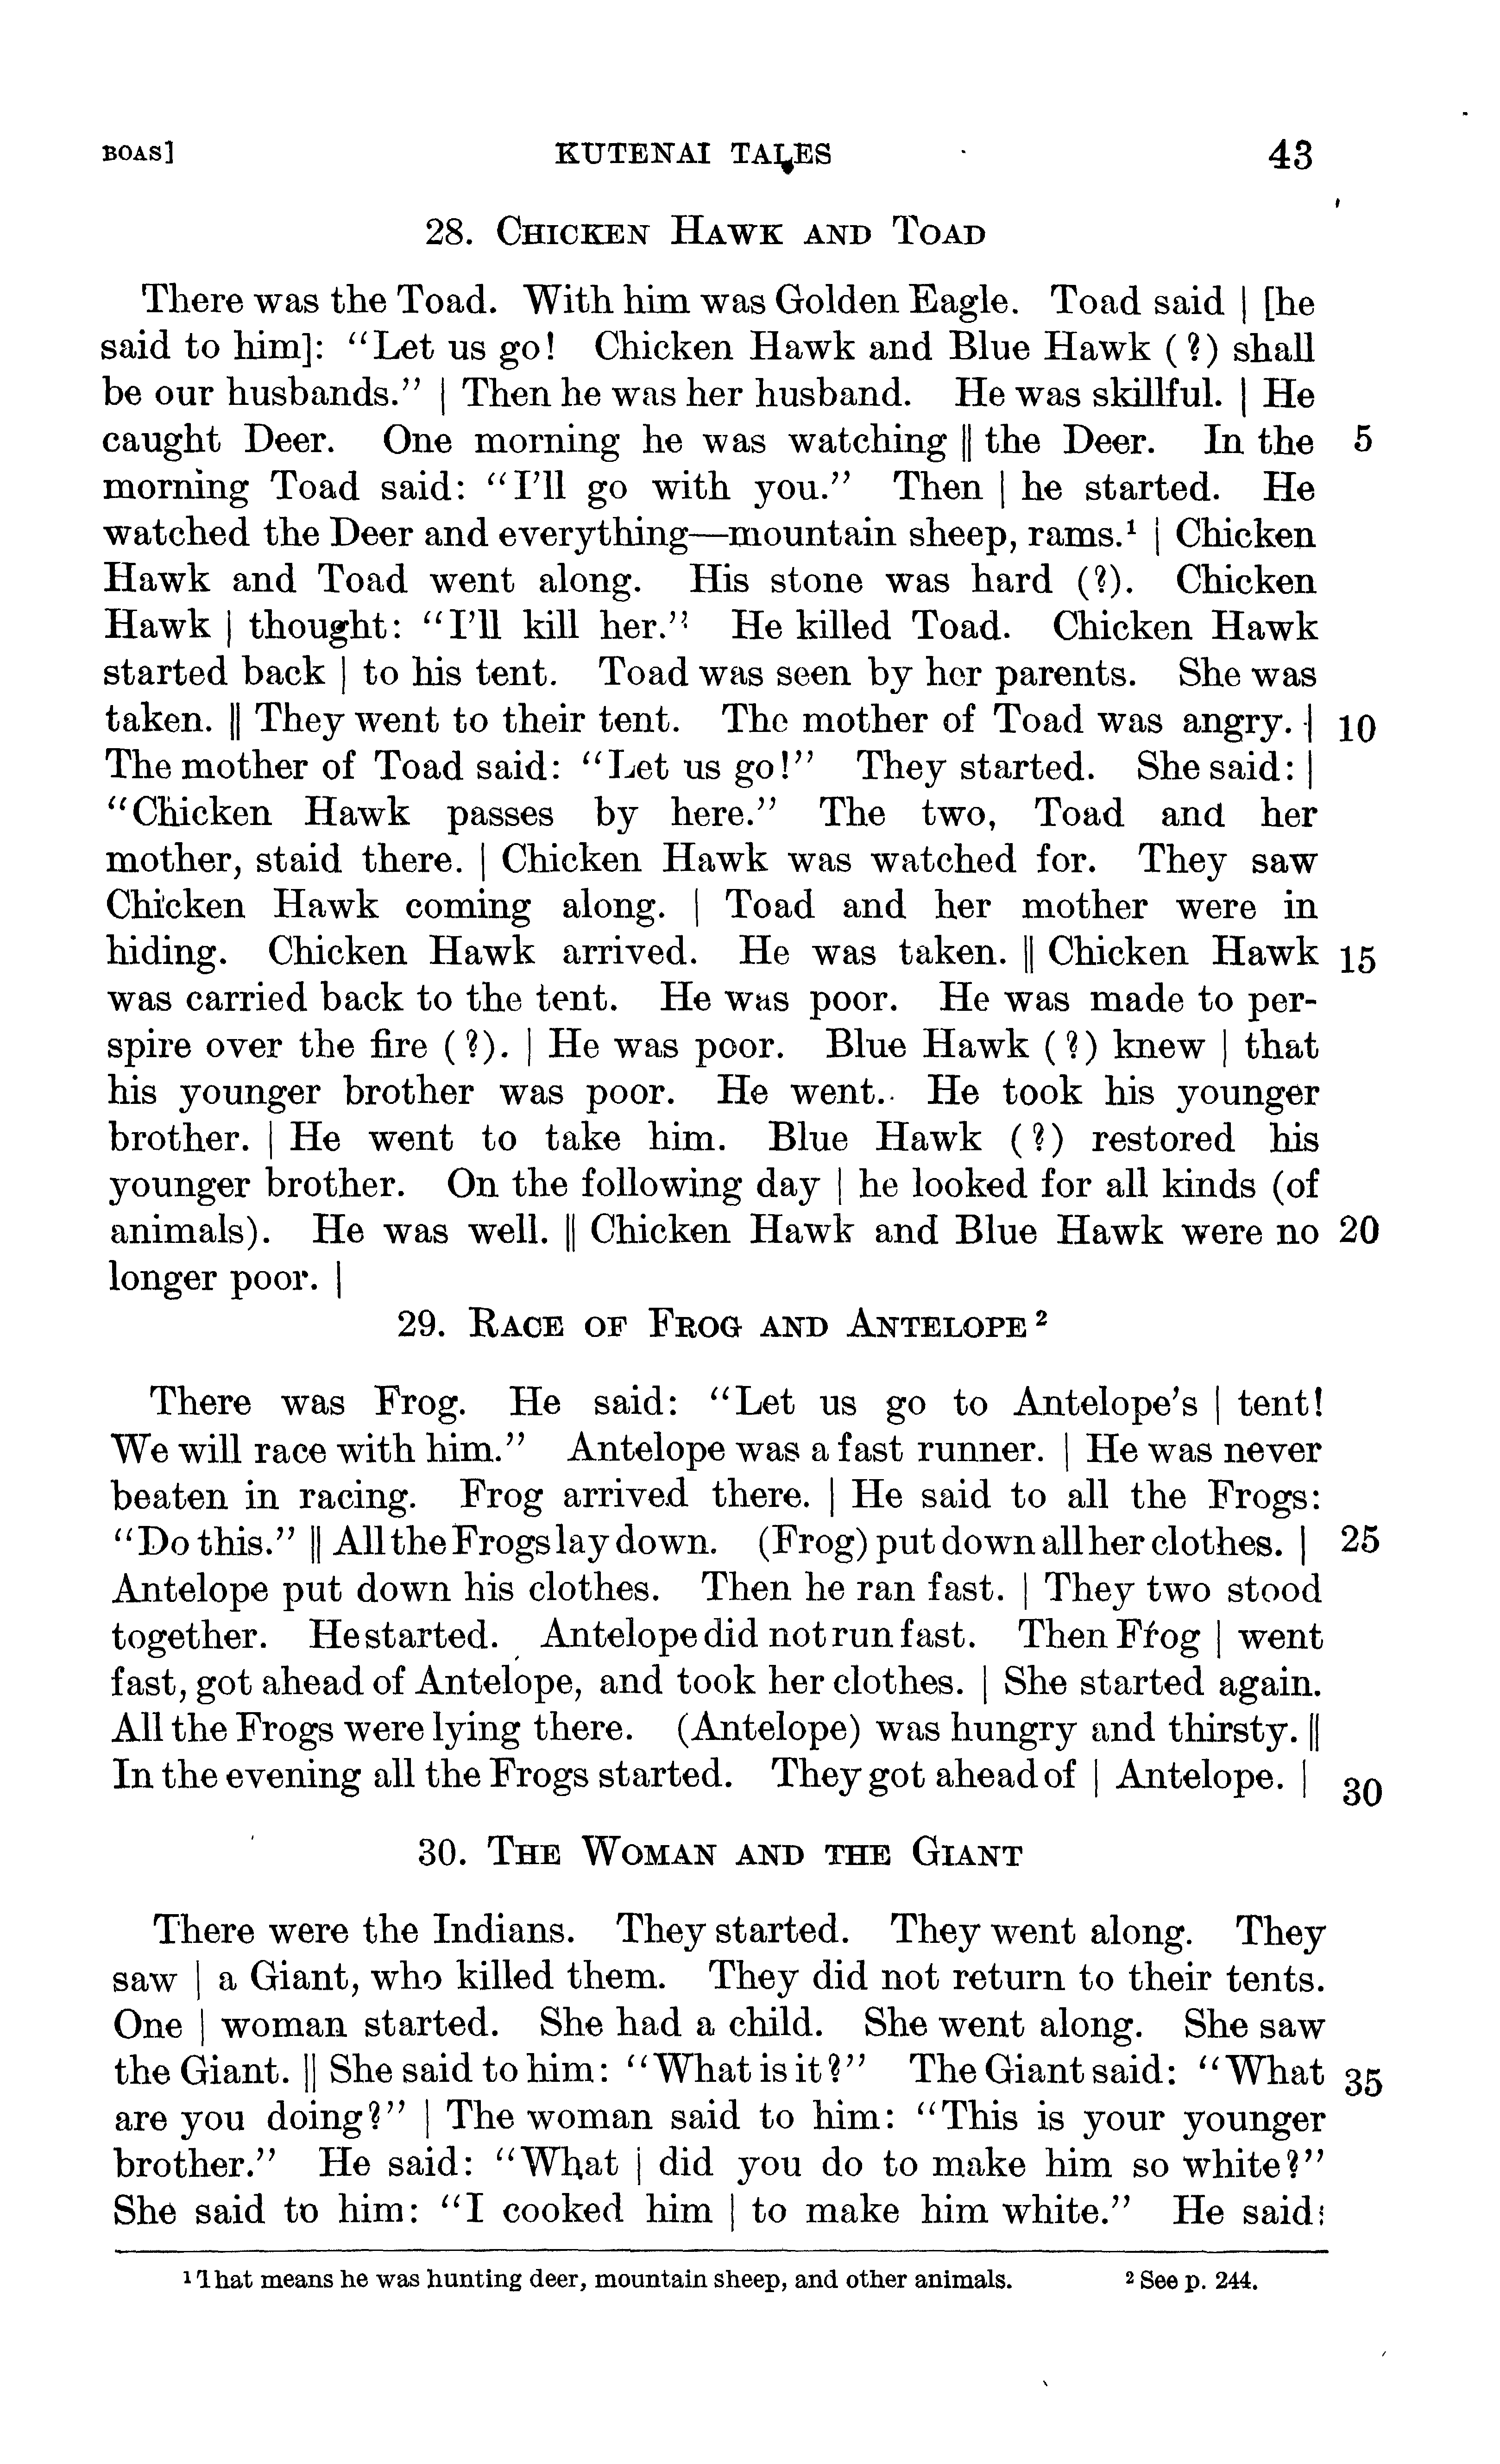 BOAS] KUTENAI TALES 43
28. CHICKEN HAWK AND TOAD
There was the Toad. With him was Golden Eagle. Toad said | [he
said to him]: “Let us go! Chicken Hawk and Blue Hawk (?) shall
be our husbands.” | Then he was her husband. He was skillful. | He
caught Deer. One morning he was watching || the Deer. In the 5
morning Toad said: “I’ll go with you.” Then | he started. He
watched the Deer and everything—mountain sheep, rams.¹ | Chicken
Hawk and Toad went along. His stone was hard (?). Chicken
Hawk | thought: “I’ll kill her.” He killed Toad. Chicken Hawk
started back | to his tent. Toad was seen by her parents. She was
taken. || They went to their tent. The mother of Toad was angry. | 10
The mother of Toad said: “Let us go!” They started. She said: |
“Chicken Hawk passes by here.” The two, Toad and her
mother, staid there. | Chicken Hawk was watched for. They saw
Chicken Hawk coming along. | Toad and her mother were in
hiding. Chicken Hawk arrived. He was taken. || Chicken Hawk 15
was carried back to the tent. He was poor. He was made to per-
spire over the fire (?). | He was poor. Blue Hawk (?) knew | that
his younger brother was poor. He went. He took his younger
brother. | He went to take him. Blue Hawk (?) restored his
younger brother. On the following day | he looked for all kinds (of
animals). He was well. || Chicken Hawk and Blue Hawk were no 20
longer poor. |
29. RACE OF FROG AND ANTELOPE ²
There was Frog. He said: “Let us go to Antelope’s | tent!
We will race with him.” Antelope was a fast runner. | He was never
beaten in racing. Frog arrived there. | He said to all the Frogs:
“Do this.” || All the Frogs lay down. (Frog) put down all her clothes. | 25
Antelope put down his clothes. Then he ran fast. | They two stood
together. He started. Antelope did not run fast. Then Frog | went
fast, got ahead of Antelope, and took her clothes. | She started again.
All the Frogs were lying there. (Antelope) was hungry and thirsty. ||
In the evening all the Frogs started. They got ahead of | Antelope. | 30
30. THE WOMAN AND THE GIANT
There were the Indians. They started. They went along. They
saw | a Giant, who killed them. They did not return to their tents.
One | woman started. She had a child. She went along. She saw
the Giant. || She said to him: “What is it?” The Giant said: “What 35
are you doing?” | The woman said to him: “This is your younger
brother.” He said: “What | did you do to make him so white?”
She said to him: “I cooked him | to make him white.” He said:
¹ That means he was hunting deer, mountain sheep, and other animals. ² See p. 244.